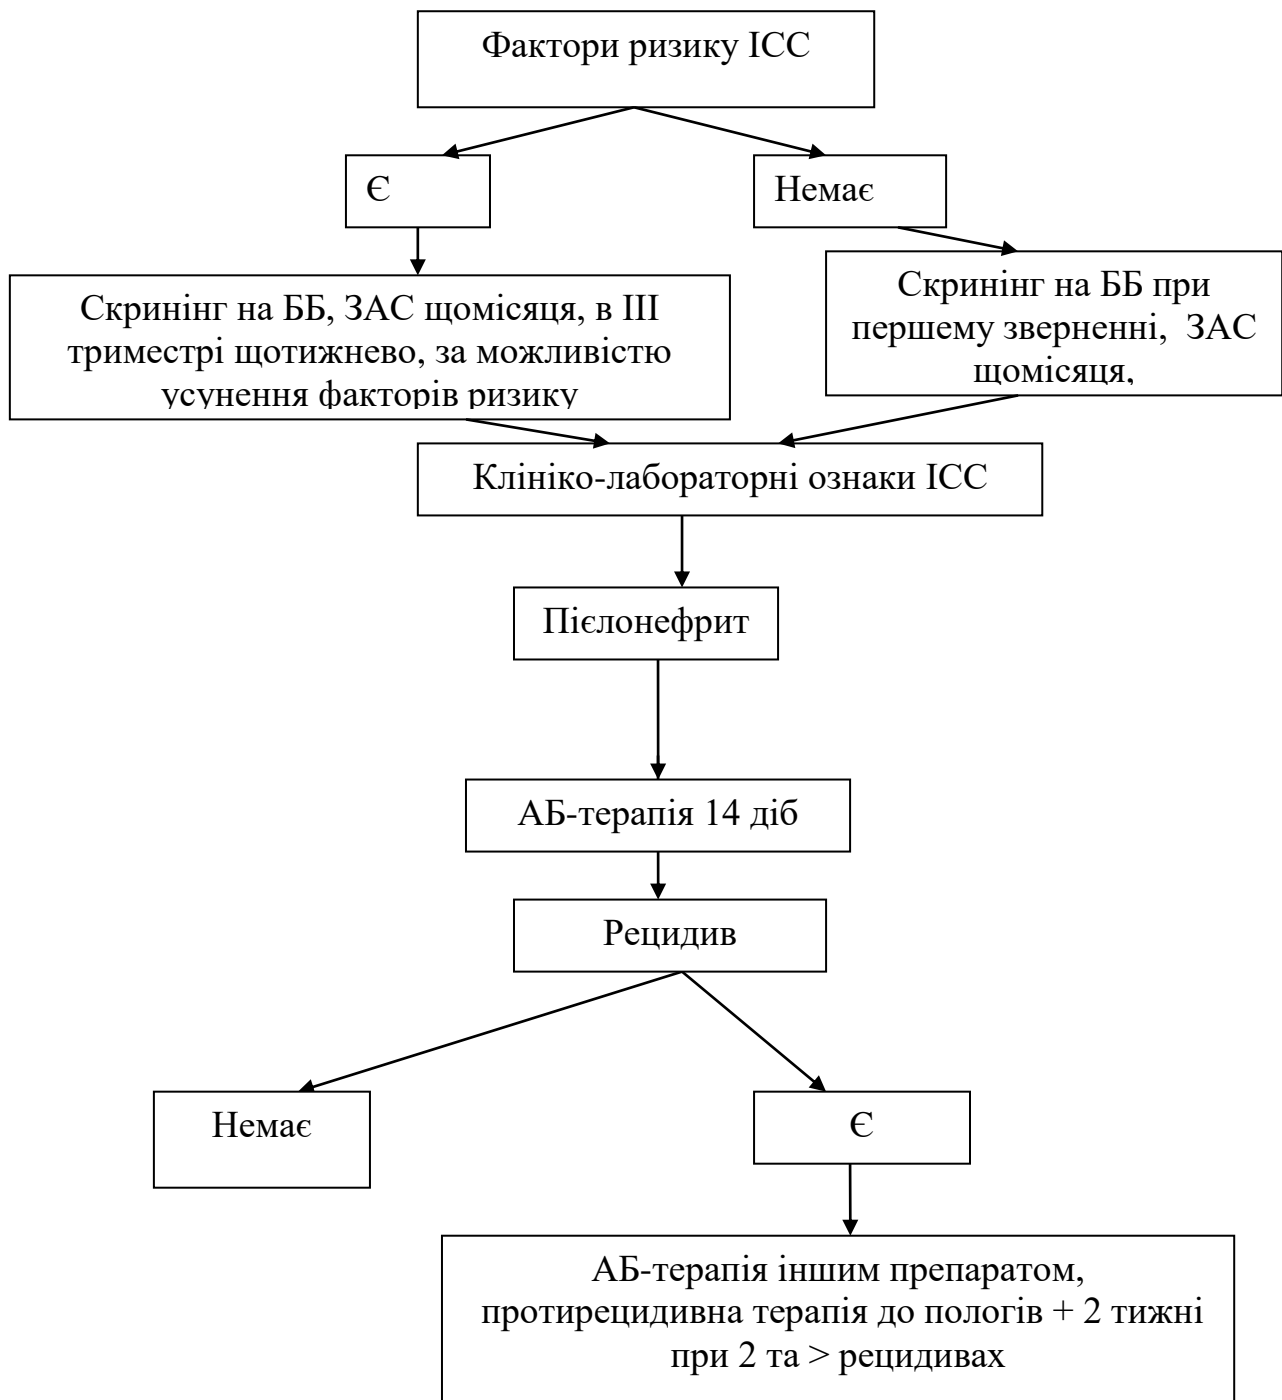 Фактори ризику ІСС
Є
Немає
Скринінг на ББ, ЗАС щомісяця, в ІІІ
триместрі щотижнево, за можливістю
усунення факторів ризику
Скринінг на ББ при
першему зверненні, ЗАС
щомісяця,
Клініко-лабораторні ознаки ІСС
Пієлонефрит
АБ-терапія 14 діб
Рецидив
Немає
Є
АБ-терапія іншим препаратом,
протирецидивна терапія до пологів + 2 тижні
при 2 та > рецидивах